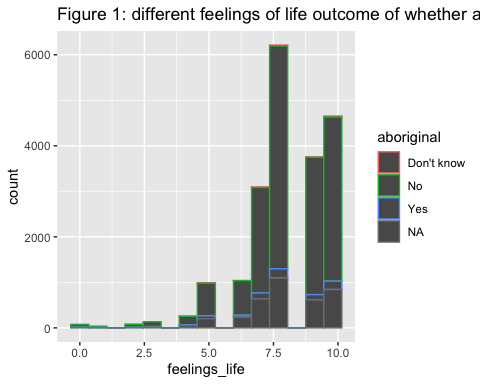 Figure 1: different feelings of life outcome of whether a
6000
4000
2000
0
count
0.0 2.5 5.0 7.5 10.0
feelings_life
aboriginal
Don't know
No
Yes
NA